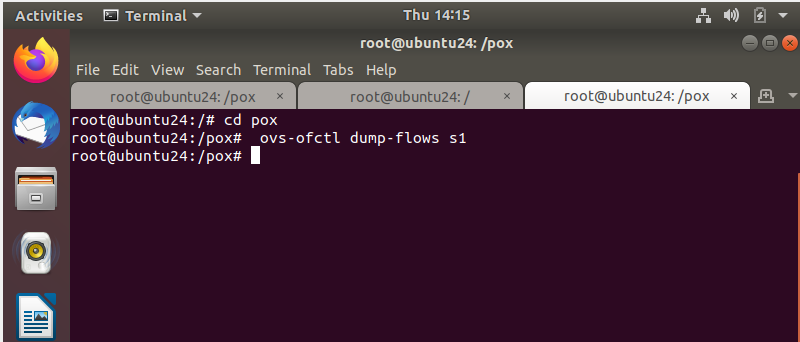 Activities Terminal Thu 14:15
root@ubuntu24: /pox
File Edit View Search Terminal Tabs Help
root@ubuntu24: /pox × root@ubuntu24: / × root@ubuntu24: /pox ×
root@ubuntu24:/# cd pox
root@ubuntu24:/pox#  ovs-ofctl dump-flows s1
root@ubuntu24:/pox#